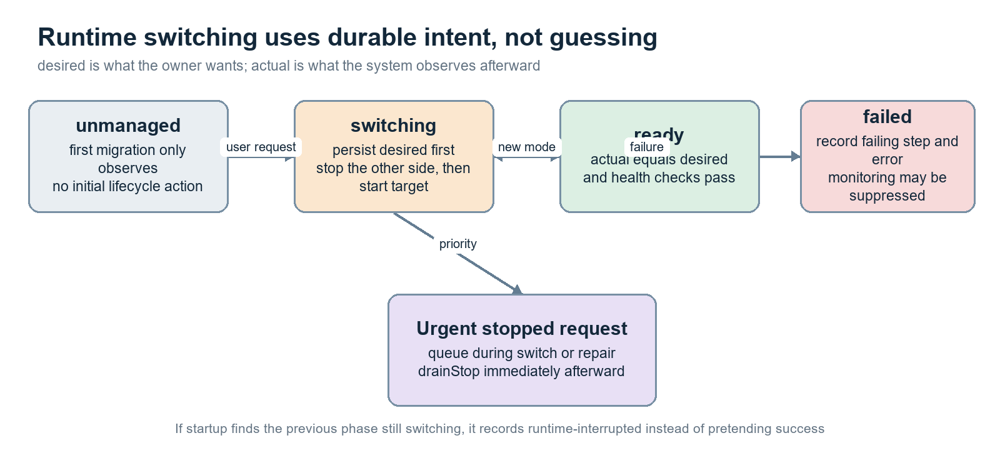 Runtime switching uses durable intent, not guessing
desired is what the owner wants; actual is what the system observes afterward
unmanaged
first migration only
observes
no initial lifecycle action
user request
switching
persist desired first
stop the other side, then
start target
new mode
ready
failure
actual equals desired
and health checks pass
failed
record failing step and
error
monitoring may be
suppressed
priority
Urgent stopped request
queue during switch or repair
drainStop immediately afterward
If startup finds the previous phase still switching, it records runtime-interrupted instead of pretending success